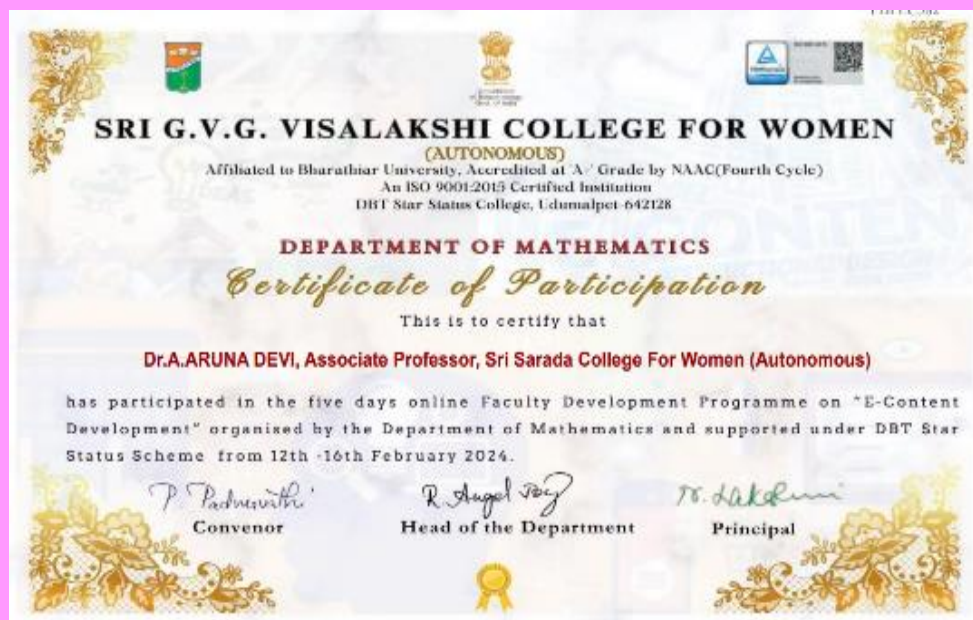 SRI G.V.G. VISALAKSHI COLLEGE FOR WOMEN
(AUTONOMOUS)
Affiliated to Bharathiar University, Accredited at 'A+' Grade by NAAC(Fourth Cycle)
An ISO 9001:2015 Certified Institution
DBT Star Status College, Udumalpet-642128
DEPARTMENT OF MATHEMATICS
Certificate of Participation
This is to certify that
Dr.A.ARUNA DEVI, Associate Professor, Sri Sarada College For Women (Autonomous)
has participated in the five days online Faculty Development Programme on "E-Content
Development" organised by the Department of Mathematics and supported under DBT Star
Status Scheme from 12th -16th February 2024.
P. Padmavathi R. Angel Joy N. Lakshmi
Convenor Head of the Department Principal